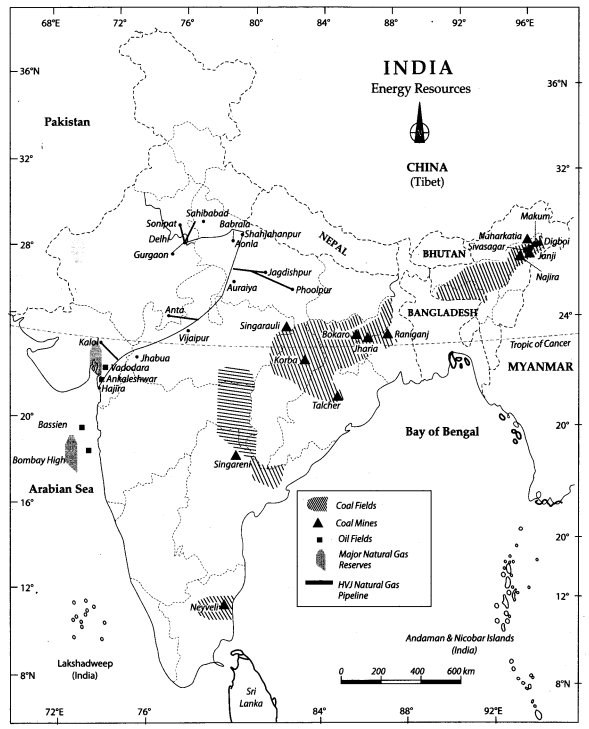 68°E 72° 76° 80° 84° 88° 92° 96°E
36°N
36°N
INDIA
Energy Resources
Pakistan
CHINA
(Tibet)
32°
32°
Makum
Sahibabad
Sonipat
Babrala
Shahjahanpur
Naharkatia
Digboi
Delhi
Aonla
Sivasagar
28°
28°
NEPAL
BHUTAN
Janji
Gurgaon
Najira
Jagdishpur
Auraiya
Phoolpur
BANGLADESH
24°
Anta
Singarauli
Bokaro
Raniganj
Vijaipur
Kalol
Jharia
Tropic of Cancer
Jhabua
Korba
MYANMAR
Vadodara
Ankaleshwar
Hajira
Talcher
20°
20°
Bassien
Bay of Bengal
Bombay High
Singareni
Arabian Sea
16°
Coal Fields
Coal Mines
Oil Fields
Major Natural Gas
Reserves
HVJ Natural Gas
Pipeline
20°
12°
12°
Neyveli
Andaman & Nicobar Islands
(India)
Lakshadweep
(India)
0 200 400 600 km
8°N
8°N
Sri
Lanka
72°E 76° 84° 88° 92°E